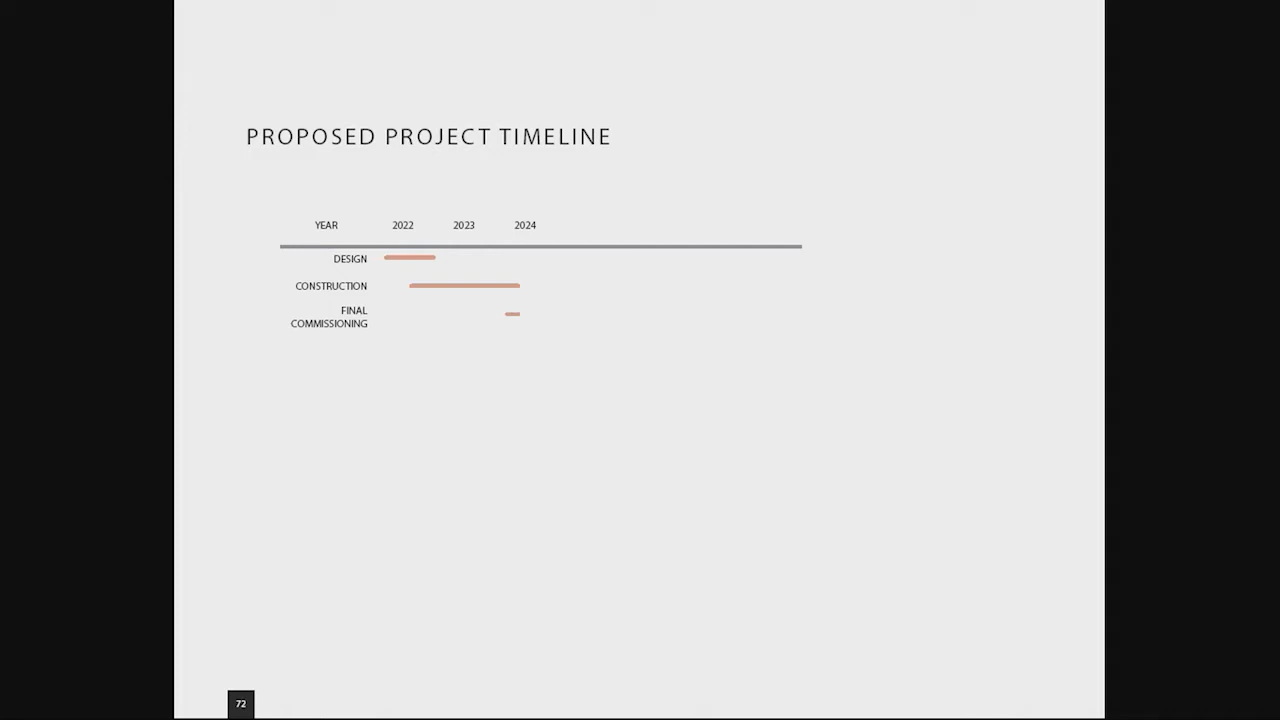 PROPOSED PROJECT TIMELINE
YEAR 2022 2023 2024
DESIGN
CONSTRUCTION
FINAL
COMMISSIONING
72